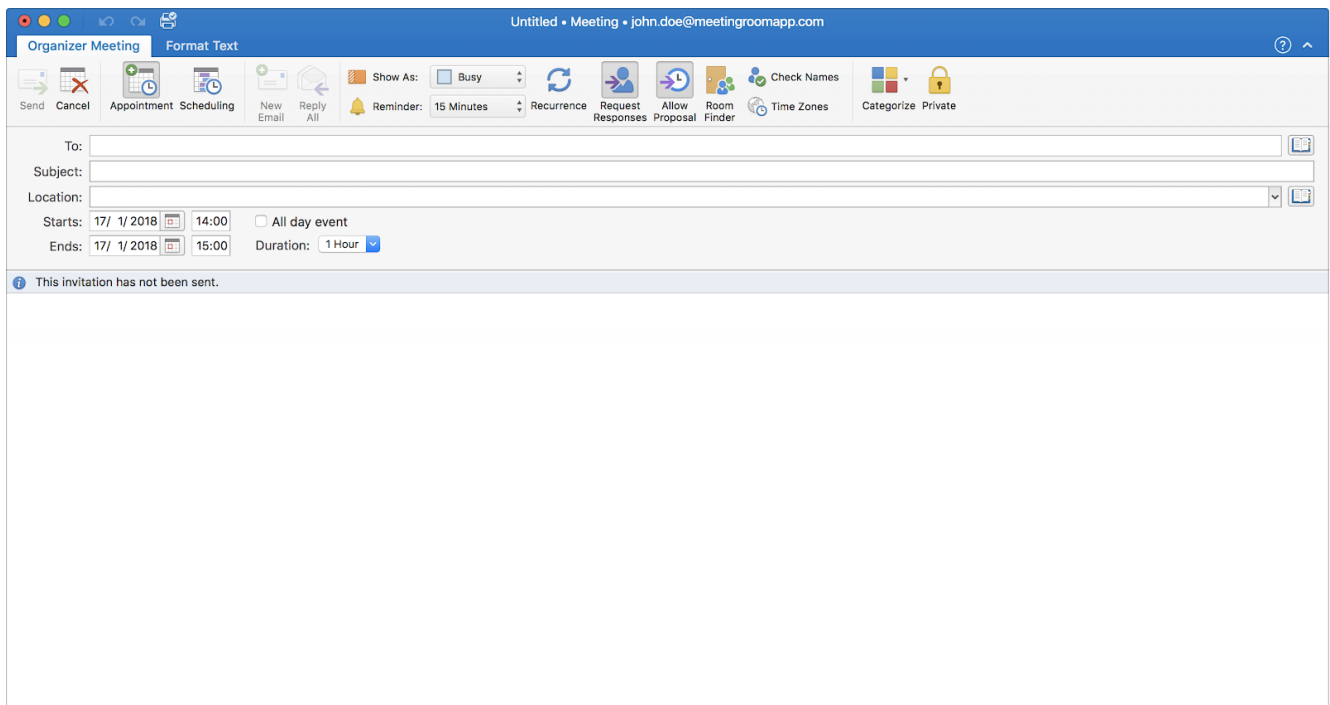 Untitled • Meeting • john.doe@meetingroomapp.com
Organizer Meeting Format Text ?
Show As: Busy Check Names
Send Cancel Appointment Scheduling New Email Reply All Reminder: 15 Minutes Recurrence Request Responses Allow Proposal Room Finder Time Zones Categorize Private
To:
Subject:
Location:
Starts: 17/ 1/2018 14:00 All day event
Ends: 17/ 1/2018 15:00 Duration: 1 Hour
i This invitation has not been sent.